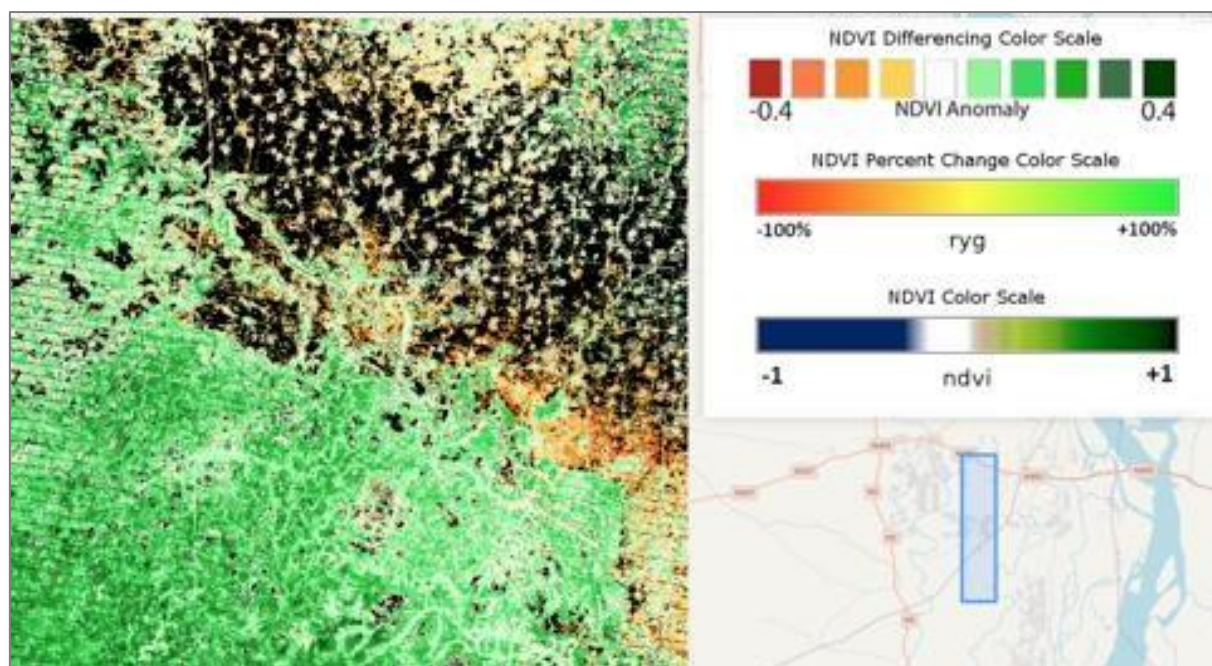 NDVI Differencing Color Scale
-0.4 NDVI Anomaly 0.4
NDVI Percent Change Color Scale
-100% ryg +100%
NDVI Color Scale
-1 ndvi +1